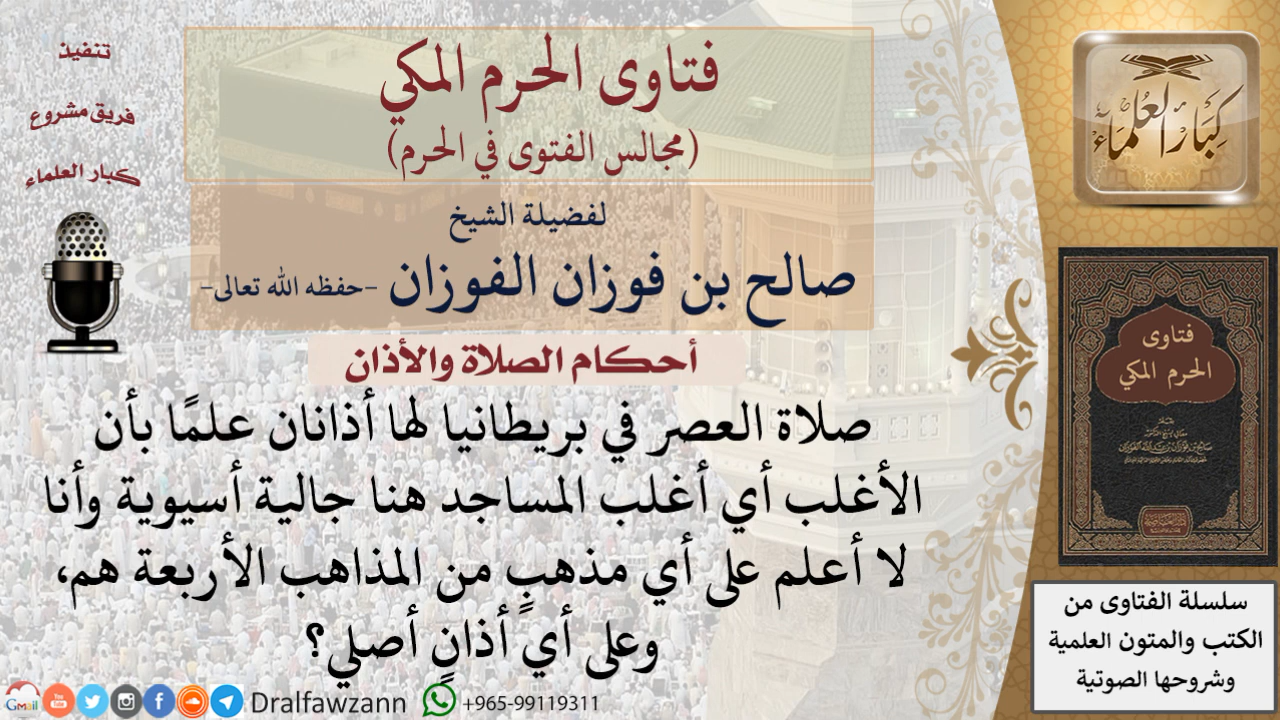 فتاوى الحرم المكي
(مجالس الفتوى في الحرم)
لفضيلة الشيخ
صالح بن فوزان الفوزان -حفظه الله تعالى-
أحكام الصلاة والأذان
صلاة العصر في بريطانيا لها أذانان علمًا بأن
الأغلب أي أغلب المساجد هنا جالية أسيوية وأنا
لا أعلم على أي مذهبٍ من المذاهب الأربعة هم،
وعلى أي أذانٍ أصلي؟
تنفيذ
فريق مشروع
كبار العلماء
كبار العلماء
فتاوى
الحرم المكي
سلسلة الفتاوى من
الكتب والمتون العلمية
وشروحها الصوتية
Gmail
You Tube
Dralfawzann
+965-99119311